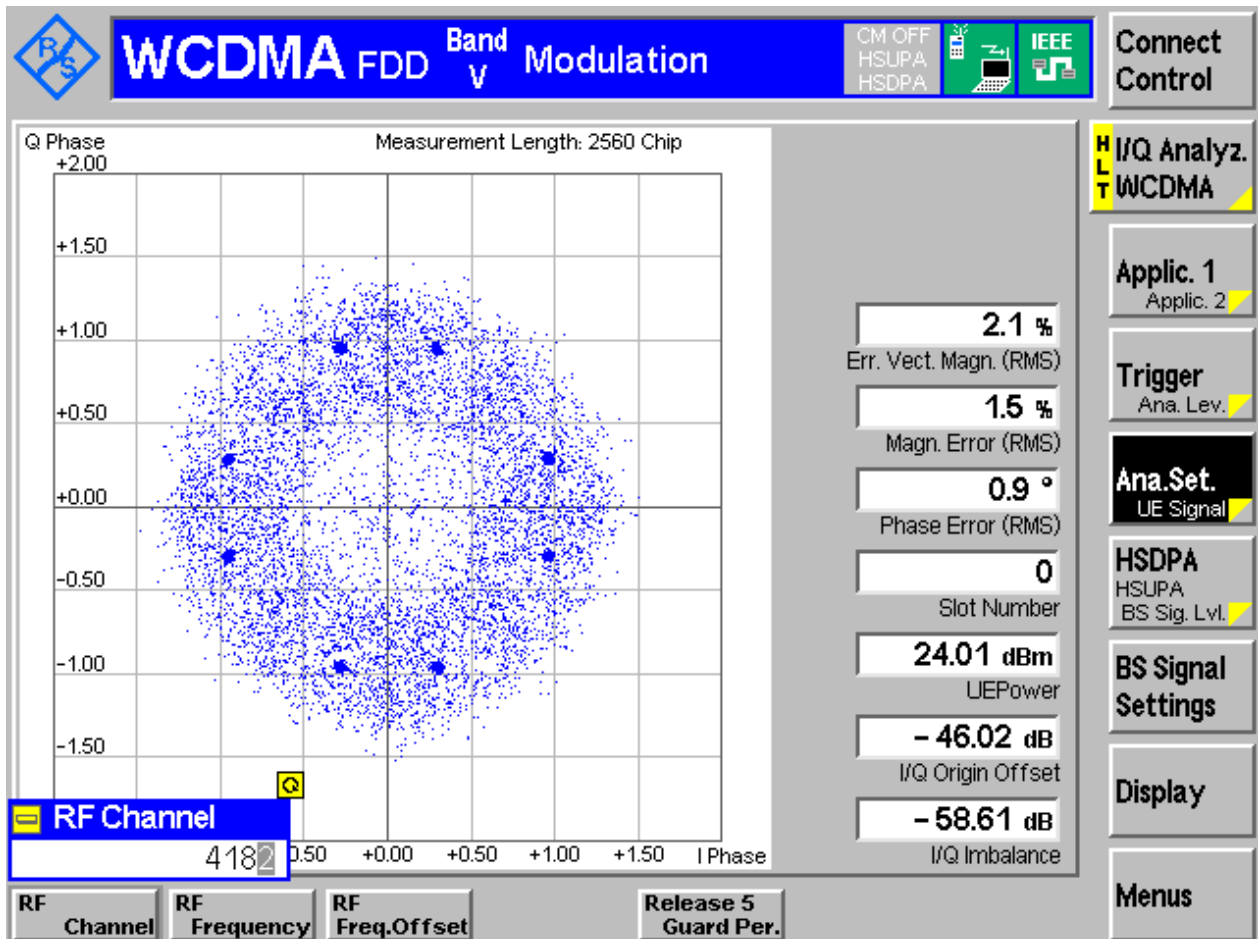 R/S
WCDMA FDD Band V Modulation
CM OFF
HSUPA
HSDPA
IEEE
Connect
Control
Q Phase
Measurement Length: 2560 Chip
+2.00
+1.50
+1.00
+0.50
+0.00
-0.50
-1.00
-1.50
HLT
I/Q Analyz.
WCDMA
Applic. 1
Applic. 2
2.1 %
Err. Vect. Magn. (RMS)
Trigger
Ana. Lev.
1.5 %
Magn. Error (RMS)
Ana.Set.
UE Signal
0.9 °
Phase Error (RMS)
HSDPA
HSUPA
BS Sig. Lvl.
0
Slot Number
24.01 dBm
UEPower
BS Signal
Settings
- 46.02 dB
I/Q Origin Offset
Display
- 58.61 dB
I/Q Imbalance
Q
RF Channel
4182
0.50 +0.00 +0.50 +1.00 +1.50 I Phase
Menus
RF
Channel
RF
Frequency
RF
Freq.Offset
Release 5
Guard Per.